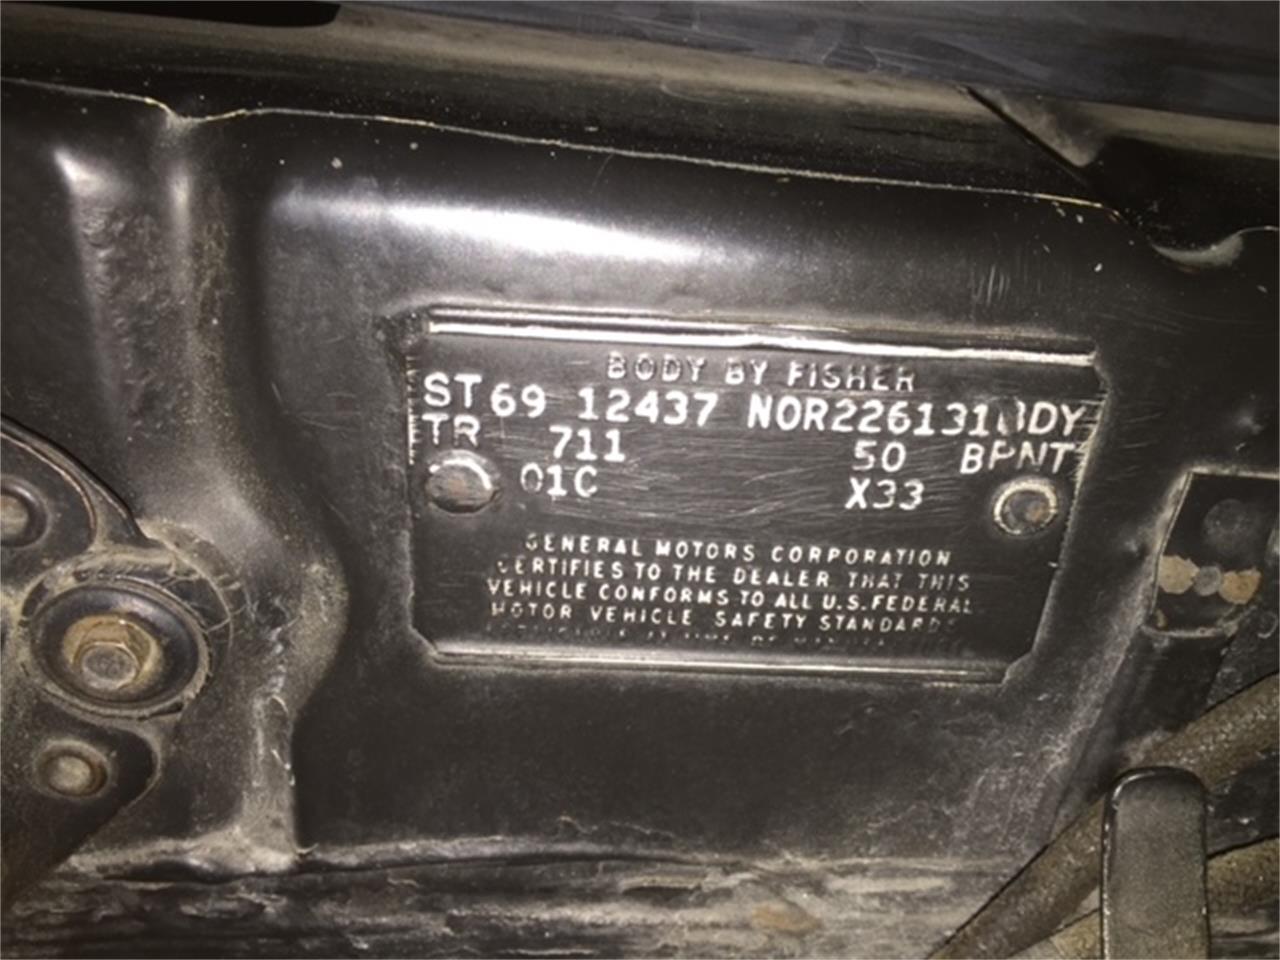 BODY BY FISHER
ST 69 12437 NOR226131 BDY
TR 711 50 BPNT
01C X33
GENERAL MOTORS CORPORATION
CERTIFIES TO THE DEALER THAT THIS
VEHICLE CONFORMS TO ALL U.S. FEDERAL
MOTOR VEHICLE SAFETY STANDARDS